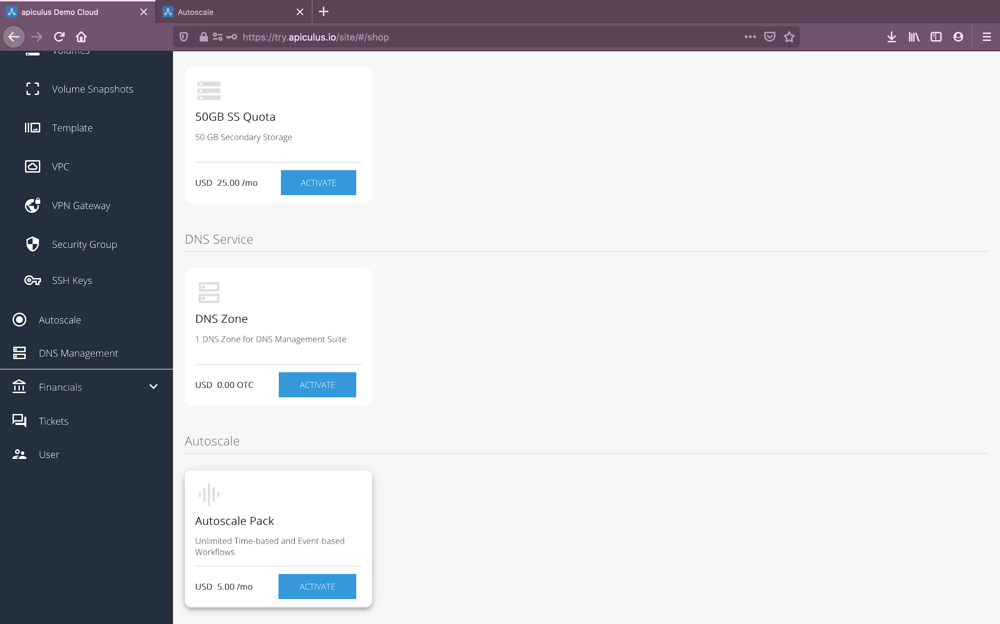 apiculus Demo Cloud
Autoscale
https://try.apiculus.io/site/#/shop
Volumes
Volume Snapshots
Template
VPC
VPN Gateway
Security Group
SSH Keys
Autoscale
DNS Management
Financials
Tickets
User
50GB SS Quota
50 GB Secondary Storage
USD 25.00 /mo
ACTIVATE
DNS Service
DNS Zone
1 DNS Zone for DNS Management Suite
USD 0.00 OTC
ACTIVATE
Autoscale
Autoscale Pack
Unlimited Time-based and Event-based
Workflows
USD 5.00 /mo
ACTIVATE